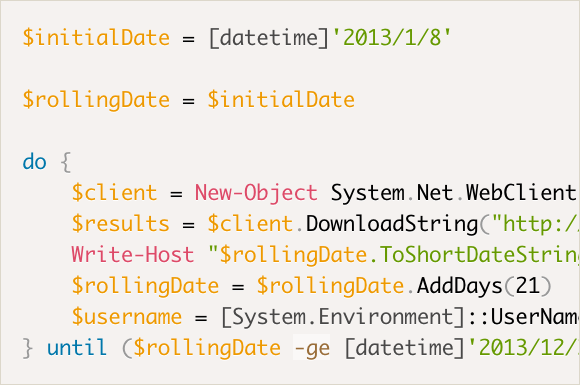 $initialDate = [datetime]'2013/1/8'
$rollingDate = $initialDate
do {
$client = New-Object System.Net.WebClient
$results = $client.DownloadString("http:/
Write-Host "$rollingDate.ToShortDateString
$rollingDate = $rollingDate.AddDays(21)
$username = [System.Environment]::UserNam
} until ($rollingDate -ge [datetime]'2013/12/